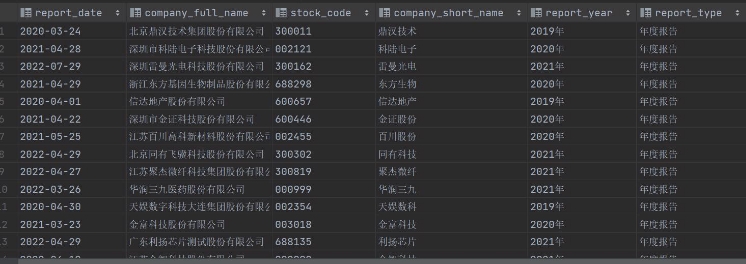 report_date company_full_name stock_code company_short_name report_year report_type
2020-03-24 北京鼎汉技术集团股份有限公司 300011 鼎汉技术 2019年 年度报告
2 2021-04-28 深圳市科陆电子科技股份有限公司 002121 科陆电子 2020年 年度报告
3 2022-07-29 深圳雷曼光电科技股份有限公司 300162 雷曼光电 2021年 年度报告
4 2021-04-29 浙江东方基因生物制品股份有限公 688298 东方生物 2020年 年度报告
5 2020-04-01 信达地产股份有限公司 600657 信达地产 2019年 年度报告
6 2021-04-22 深圳市金证科技股份有限公司 600446 金证股份 2020年 年度报告
7 2021-05-25 江苏百川高科新材料股份有限公司 002455 百川股份 2020年 年度报告
8 2022-04-29 北京同有飞骥科技股份有限公司 300302 同有科技 2021年 年度报告
9 2022-04-27 江苏聚杰微纤科技集团股份有限 300819 聚杰微纤 2021年 年度报告
10 2022-03-26 华润三九医药股份有限公司 000999 华润三九 2021年 年度报告
11 2020-04-30 天娱数字科技大连集团股份有限 002354 天娱数科 2019年 年度报告
12 2021-03-23 金富科技股份有限公司 003018 金富科技 2020年 年度报告
13 2022-04-29 广东利扬芯片测试股份有限公司 688135 利扬芯片 2021年 年度报告